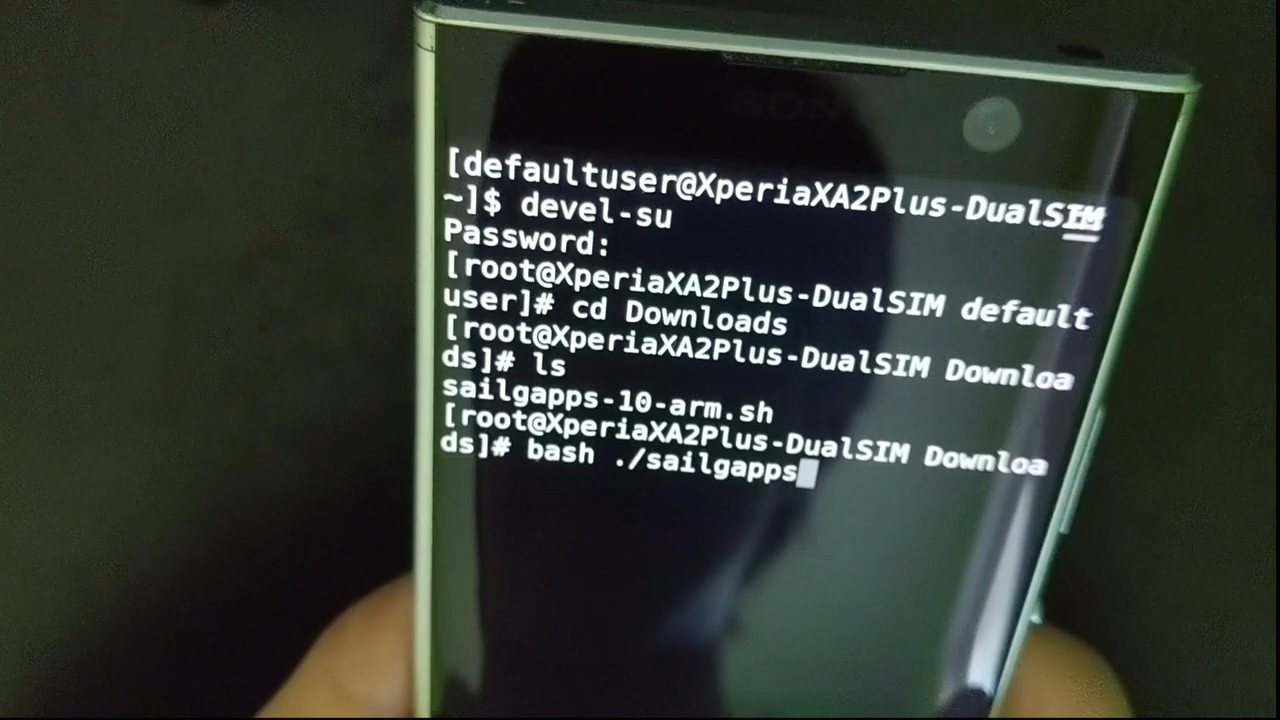 SONY
[defaultuser@XperiaXA2Plus-DualSIM
~]$ devel-su
Password:
[root@XperiaXA2Plus-DualSIM default
user]# cd Downloads
[root@XperiaXA2Plus-DualSIM Downloa
ds]# ls
sailgapps-10-arm.sh
[root@XperiaXA2Plus-DualSIM Downloa
ds]# bash ./sailgapps